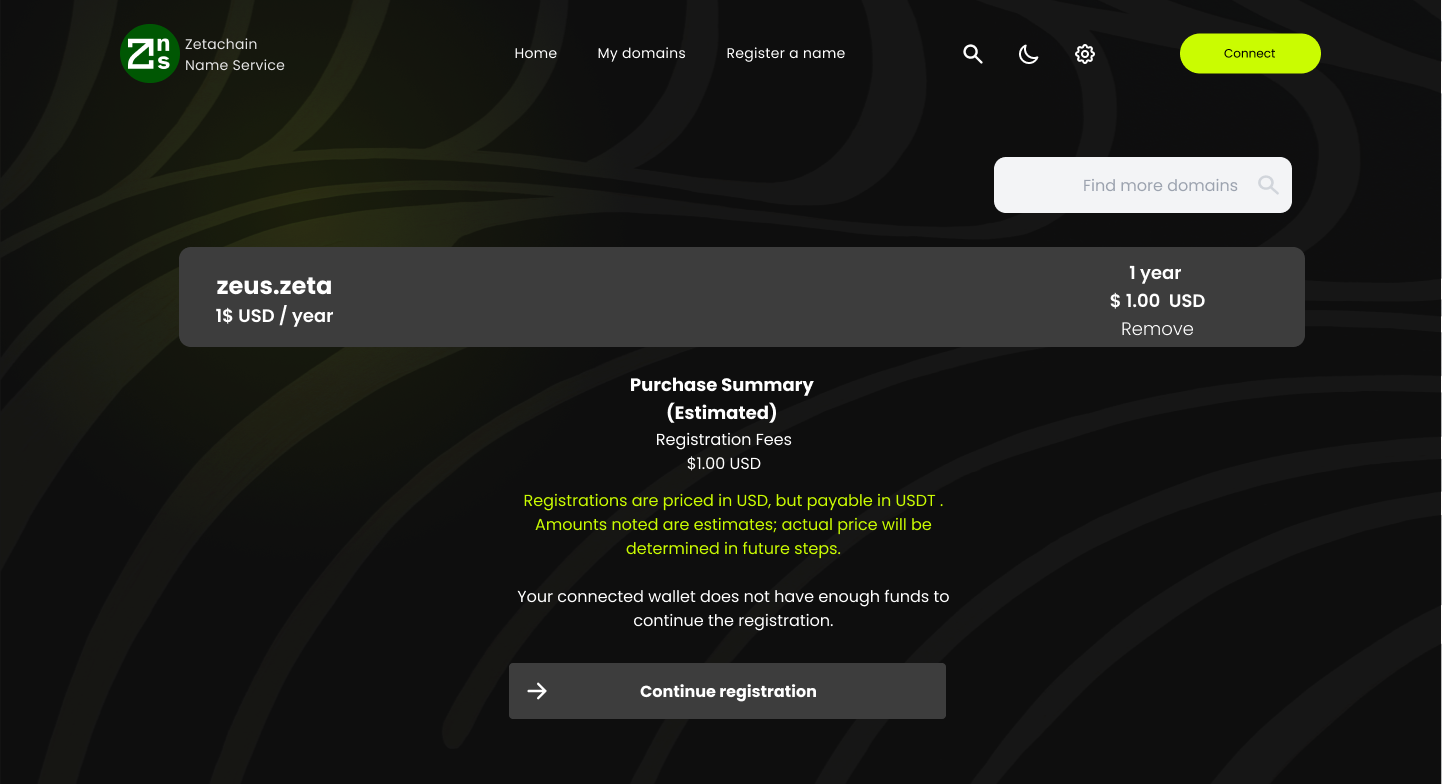 Zns
Zetachain
Name Service
Home
My domains
Register a name
Connect
Find more domains
zeus.zeta
1$ USD / year
1 year
$ 1.00  USD
Remove
Purchase Summary
(Estimated)
Registration Fees
$1.00 USD
Registrations are priced in USD, but payable in USDT .
Amounts noted are estimates; actual price will be
determined in future steps.
Your connected wallet does not have enough funds to
continue the registration.
Continue registration